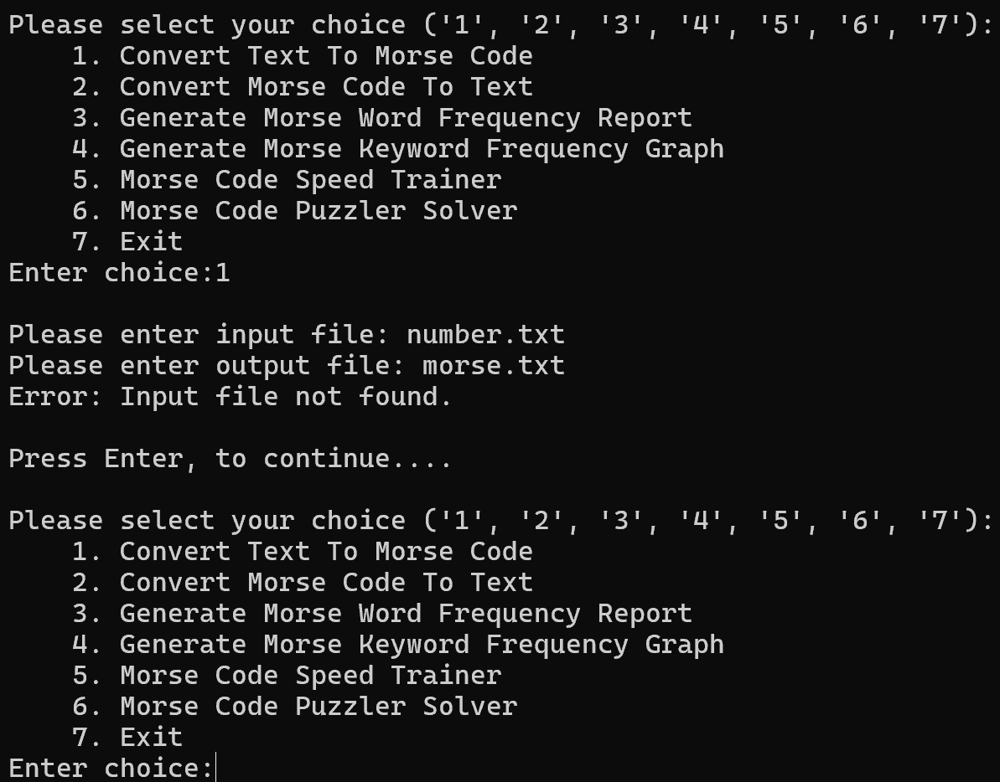 Please select your choice ('1', '2', '3', '4', '5', '6', '7'):
    1. Convert Text To Morse Code
    2. Convert Morse Code To Text
    3. Generate Morse Word Frequency Report
    4. Generate Morse Keyword Frequency Graph
    5. Morse Code Speed Trainer
    6. Morse Code Puzzler Solver
    7. Exit
Enter choice:1

Please enter input file: number.txt
Please enter output file: morse.txt
Error: Input file not found.

Press Enter, to continue....

Please select your choice ('1', '2', '3', '4', '5', '6', '7'):
    1. Convert Text To Morse Code
    2. Convert Morse Code To Text
    3. Generate Morse Word Frequency Report
    4. Generate Morse Keyword Frequency Graph
    5. Morse Code Speed Trainer
    6. Morse Code Puzzler Solver
    7. Exit
Enter choice: